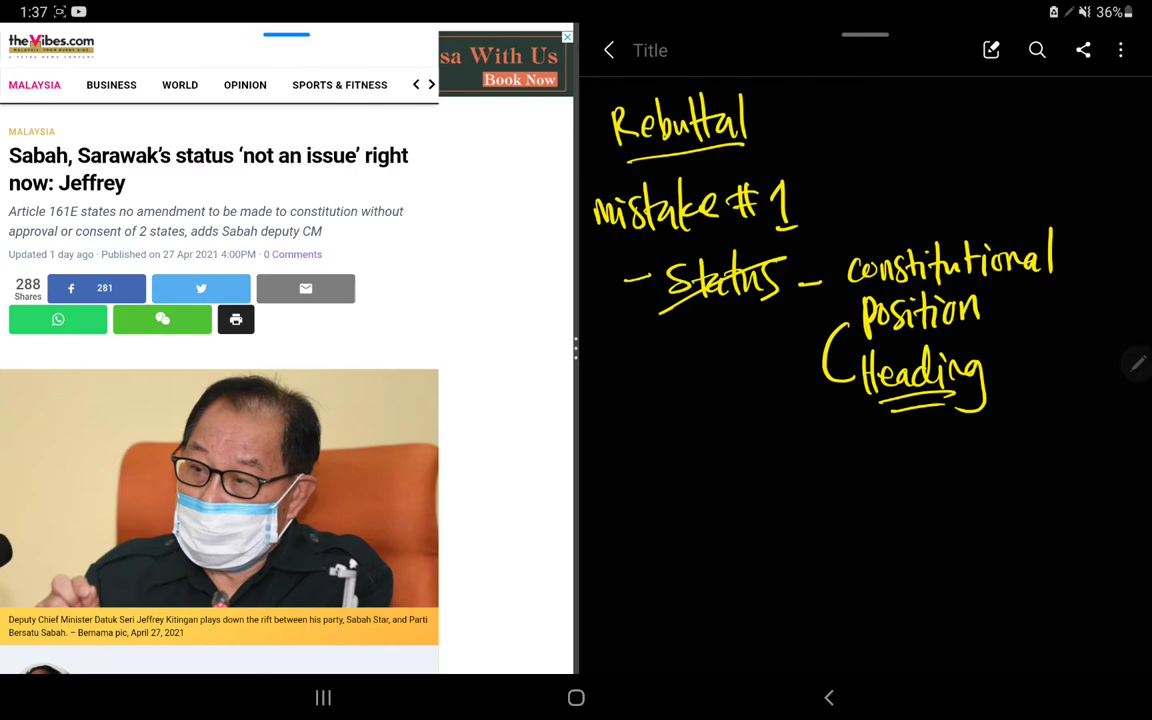 1:37
36%
theVibes.com
sa With Us
Book Now
MALAYSIA
BUSINESS
WORLD
OPINION
SPORTS & FITNESS
MALAYSIA
Sabah, Sarawak's status 'not an issue' right
now: Jeffrey
Article 161E states no amendment to be made to constitution without
approval or consent of 2 states, adds Sabah deputy CM
Updated 1 day ago · Published on 27 Apr 2021 4:00PM · 0 Comments
288
Shares
281
Deputy Chief Minister Datuk Seri Jeffrey Kitingan plays down the rift between his party, Sabah Star, and Parti
Bersatu Sabah. – Bernama pic, April 27, 2021
Title
Rebuttal
mistake # 1
- status - constitutional
position
(Heading